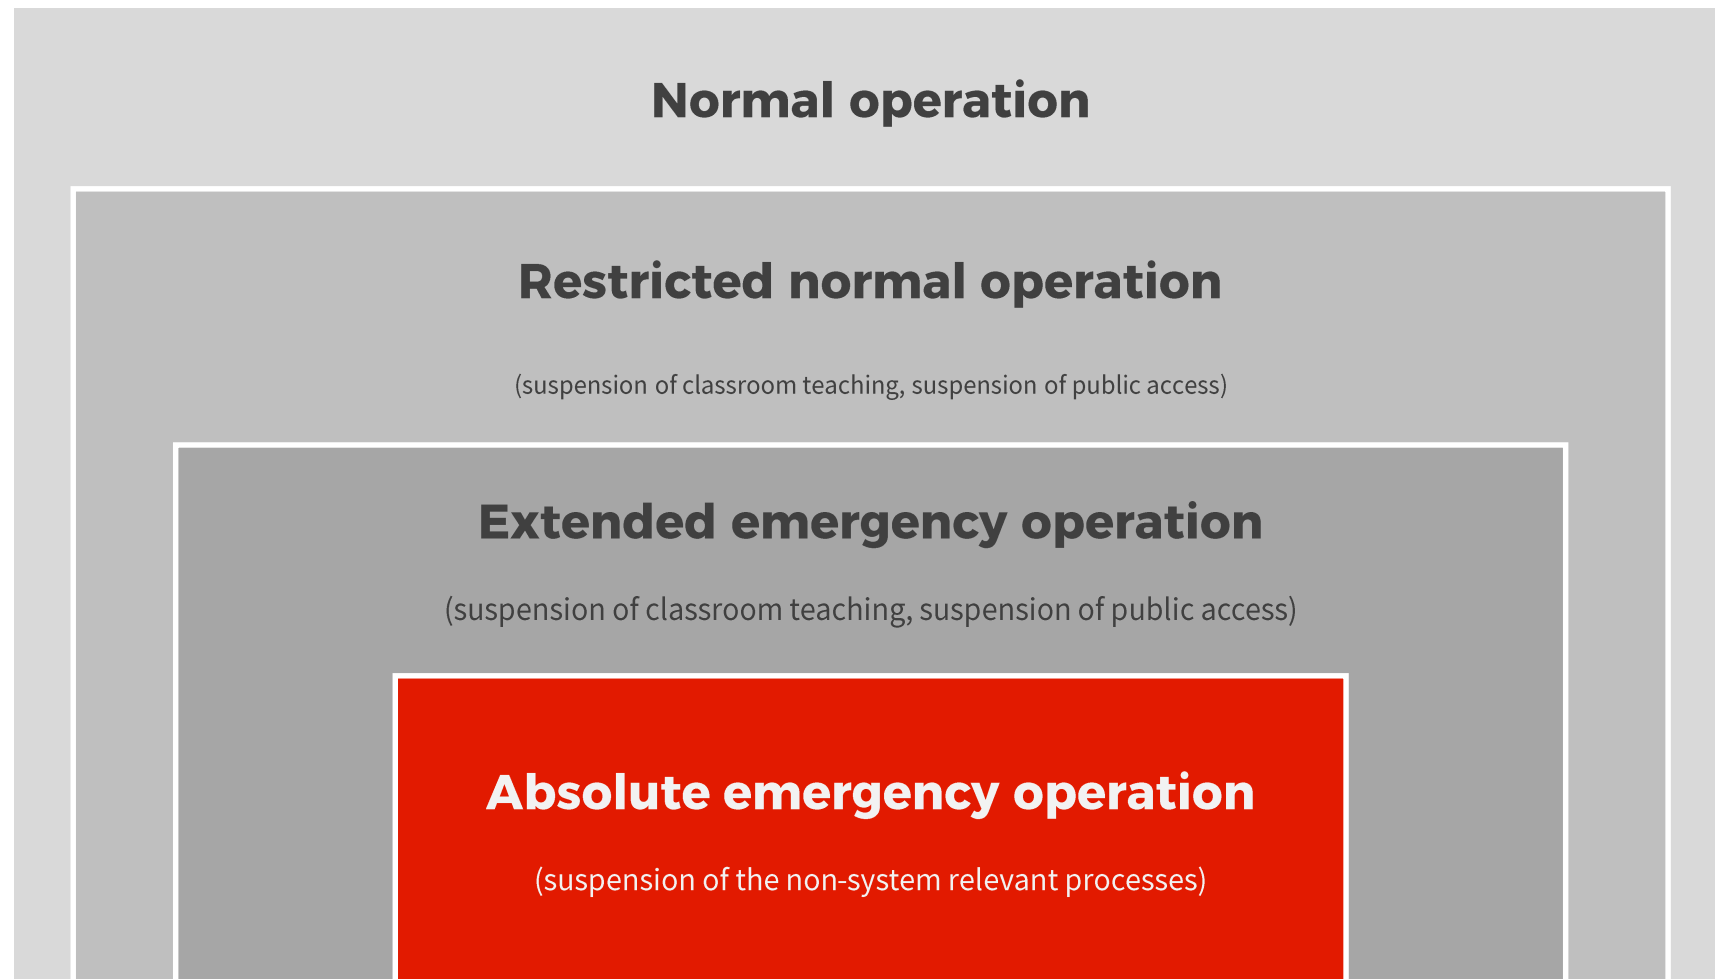 Normal operation
Restricted normal operation
(suspension of classroom teaching, suspension of public access)
Extended emergency operation
(suspension of classroom teaching, suspension of public access)
Absolute emergency operation
(suspension of the non-system relevant processes)